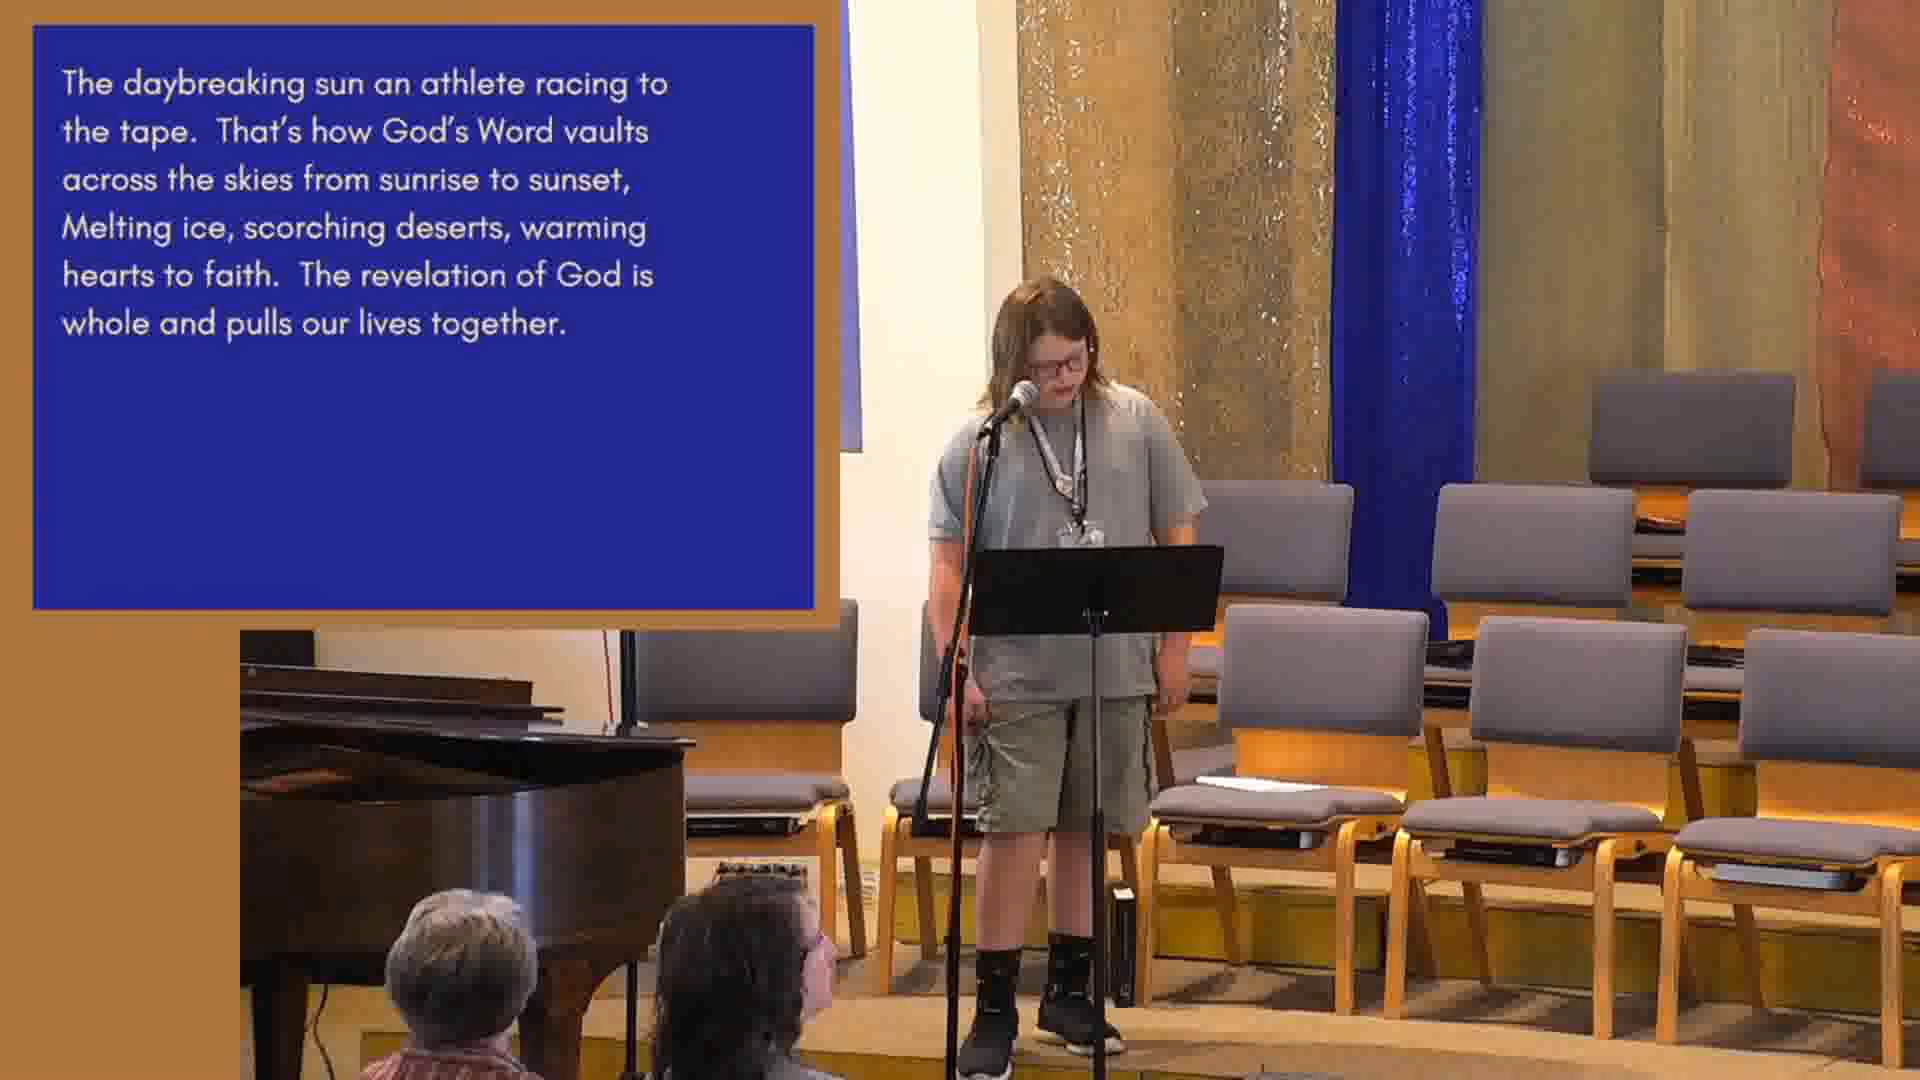 The daybreaking sun an athlete racing to
the tape.  That's how God's Word vaults
across the skies from sunrise to sunset,
Melting ice, scorching deserts, warming
hearts to faith.  The revelation of God is
whole and pulls our lives together.